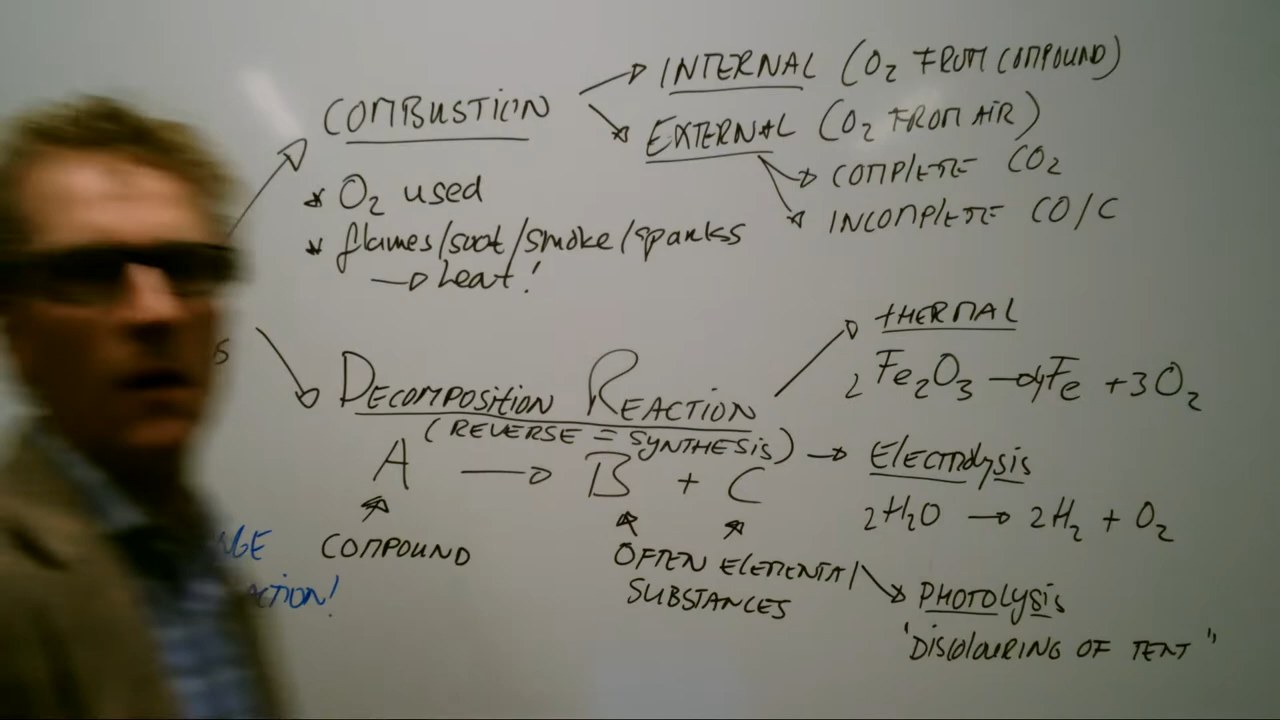 COMBUSTION
INTERNAL (O2 FROM COMPOUND)
EXTERNAL (O2 FROM AIR)
COMPLETE CO2
INCOMPLETE CO/C
* O2 used
* flames/soot/smoke/sparks
→ heat!
DECOMPOSITION REACTION
(REVERSE = SYNTHESIS)
A → B + C
COMPOUND
OFTEN ELEMENTAL
SUBSTANCES
THERMAL
2 Fe2O3 → 4Fe + 3O2
Electrolysis
2H2O → 2H2 + O2
PHOTOLYSIS
"DISCOLOURING OF TENT"